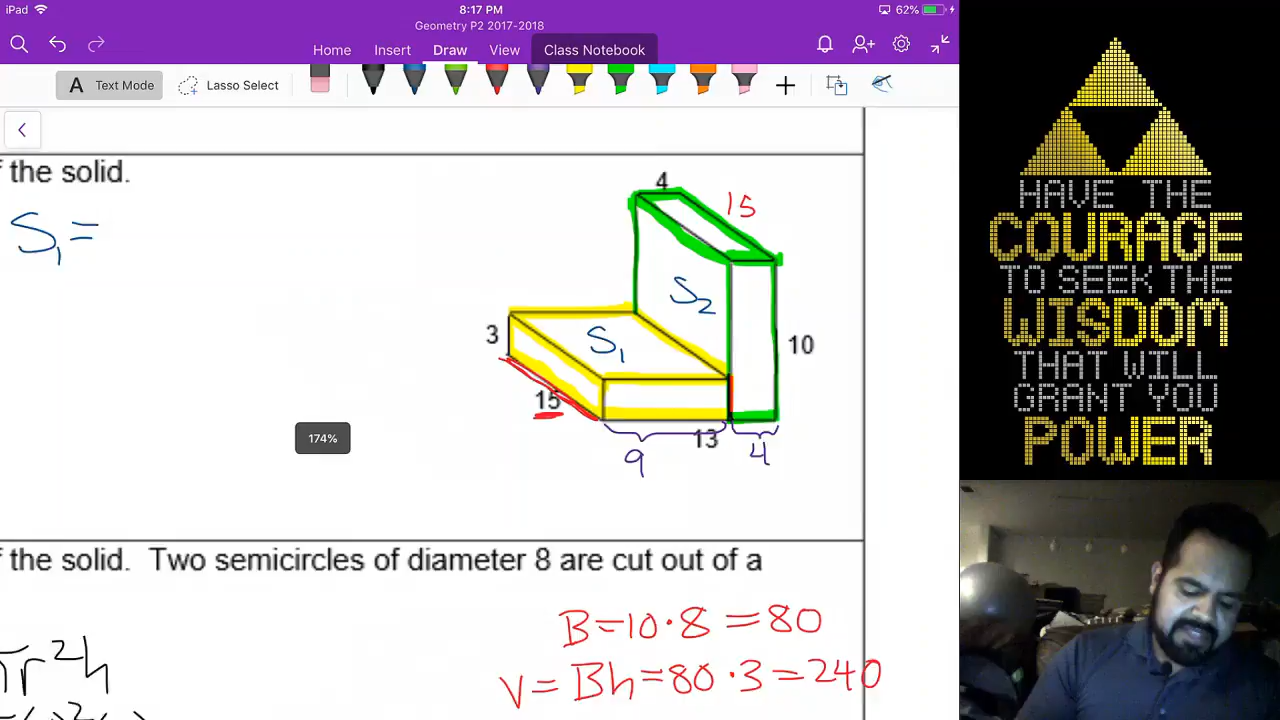 iPad 8:17 PM 62%
Geometry P2 2017-2018
Home Insert Draw View Class Notebook
A Text Mode Lasso Select
the solid.
S₁ =
4
15
S₂
3
S₁
10
15
13
9
4
174%
f the solid. Two semicircles of diameter 8 are cut out of a
B=10•8=80
πr²h
V=Bh=80•3=240
HAVE THE
COURAGE
TO SEEK THE
WISDOM
THAT WILL
GRANT YOU
POWER